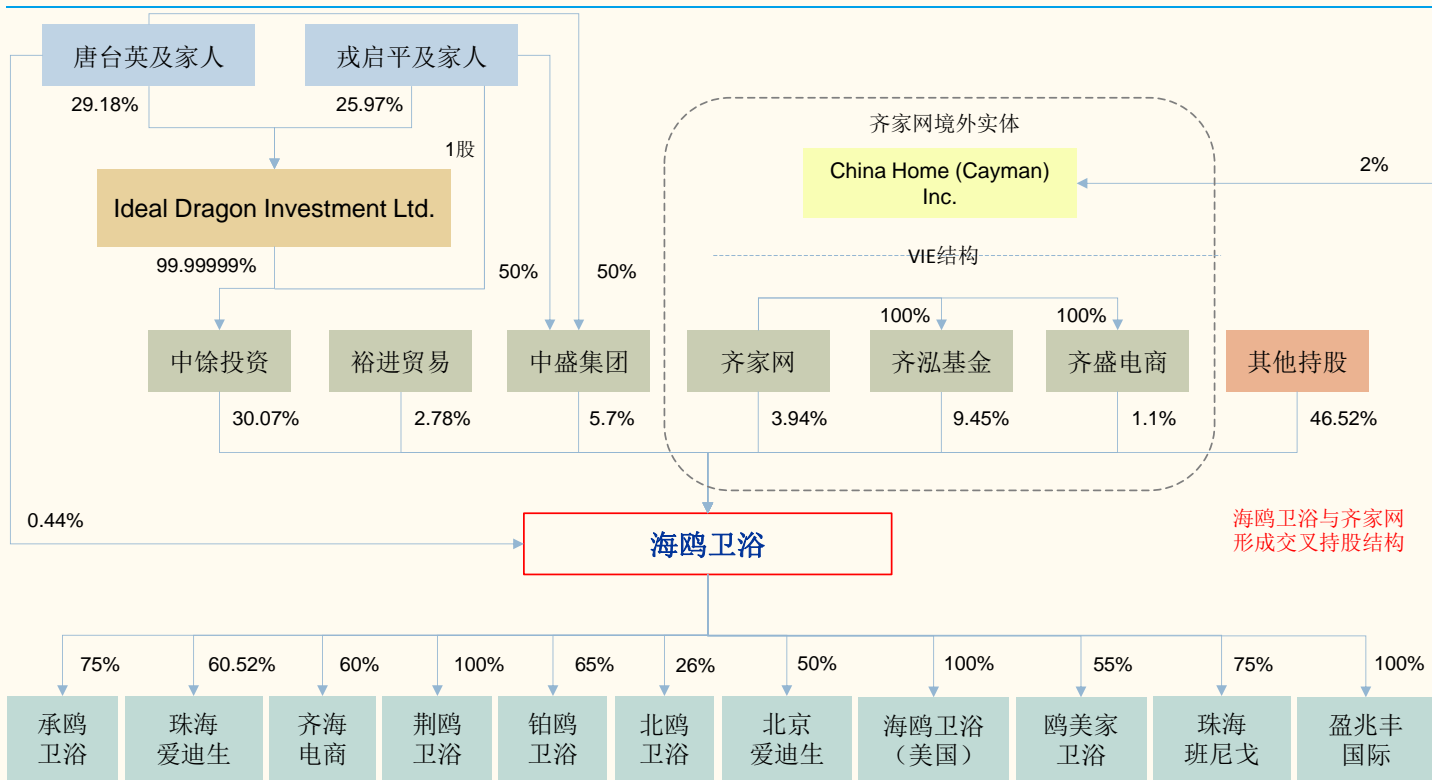 唐台英及家人
戎启平及家人
29.18%
25.97%
1股
齐家网境外实体
China Home (Cayman)
Inc.
2%
Ideal Dragon Investment Ltd.
VIE结构
99.99999%
50%
50%
100%
100%
中馀投资
裕进贸易
中盛集团
齐家网
齐泓基金
齐盛电商
其他持股
30.07%
2.78%
5.7%
3.94%
9.45%
1.1%
46.52%
0.44%
海鸥卫浴
海鸥卫浴与齐家网
形成交叉持股结构
75%
60.52%
60%
100%
65%
26%
50%
100%
55%
75%
100%
承鸥
卫浴
珠海
爱迪生
齐海
电商
荆鸥
卫浴
铂鸥
卫浴
北鸥
卫浴
北京
爱迪生
海鸥卫浴
（美国）
鸥美家
卫浴
珠海
班尼戈
盈兆丰
国际